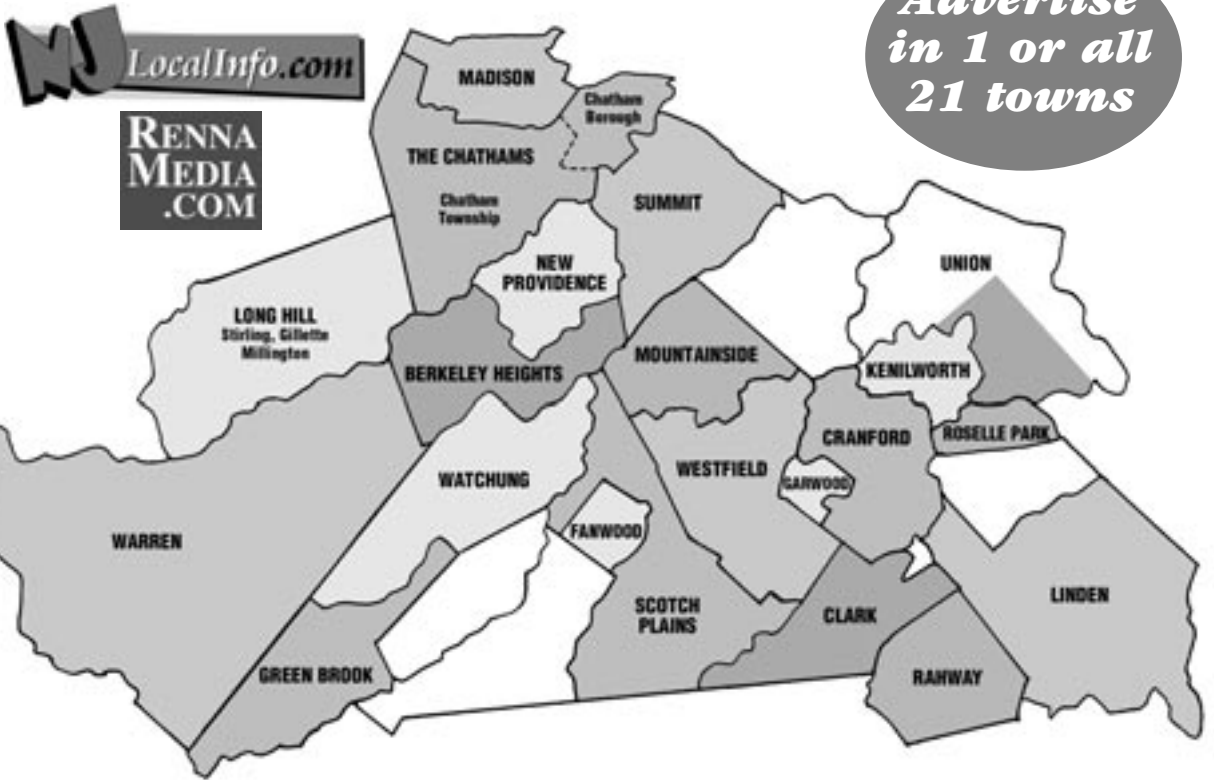 NJ
LocalInfo.com
RENNA
MEDIA
.COM
Advertise
in 1 or all
21 towns
MADISON
Chatham
Borough
THE CHATHAMS
Chatham
Township
SUMMIT
NEW
PROVIDENCE
UNION
LONG HILL
Stirling, Gillette
Millington
MOUNTAINSIDE
BERKELEY HEIGHTS
KENILWORTH
CRANFORD
ROSELLE PARK
WESTFIELD
WATCHUNG
GARWOOD
FANWOOD
WARREN
SCOTCH
PLAINS
CLARK
LINDEN
GREEN BROOK
RAHWAY